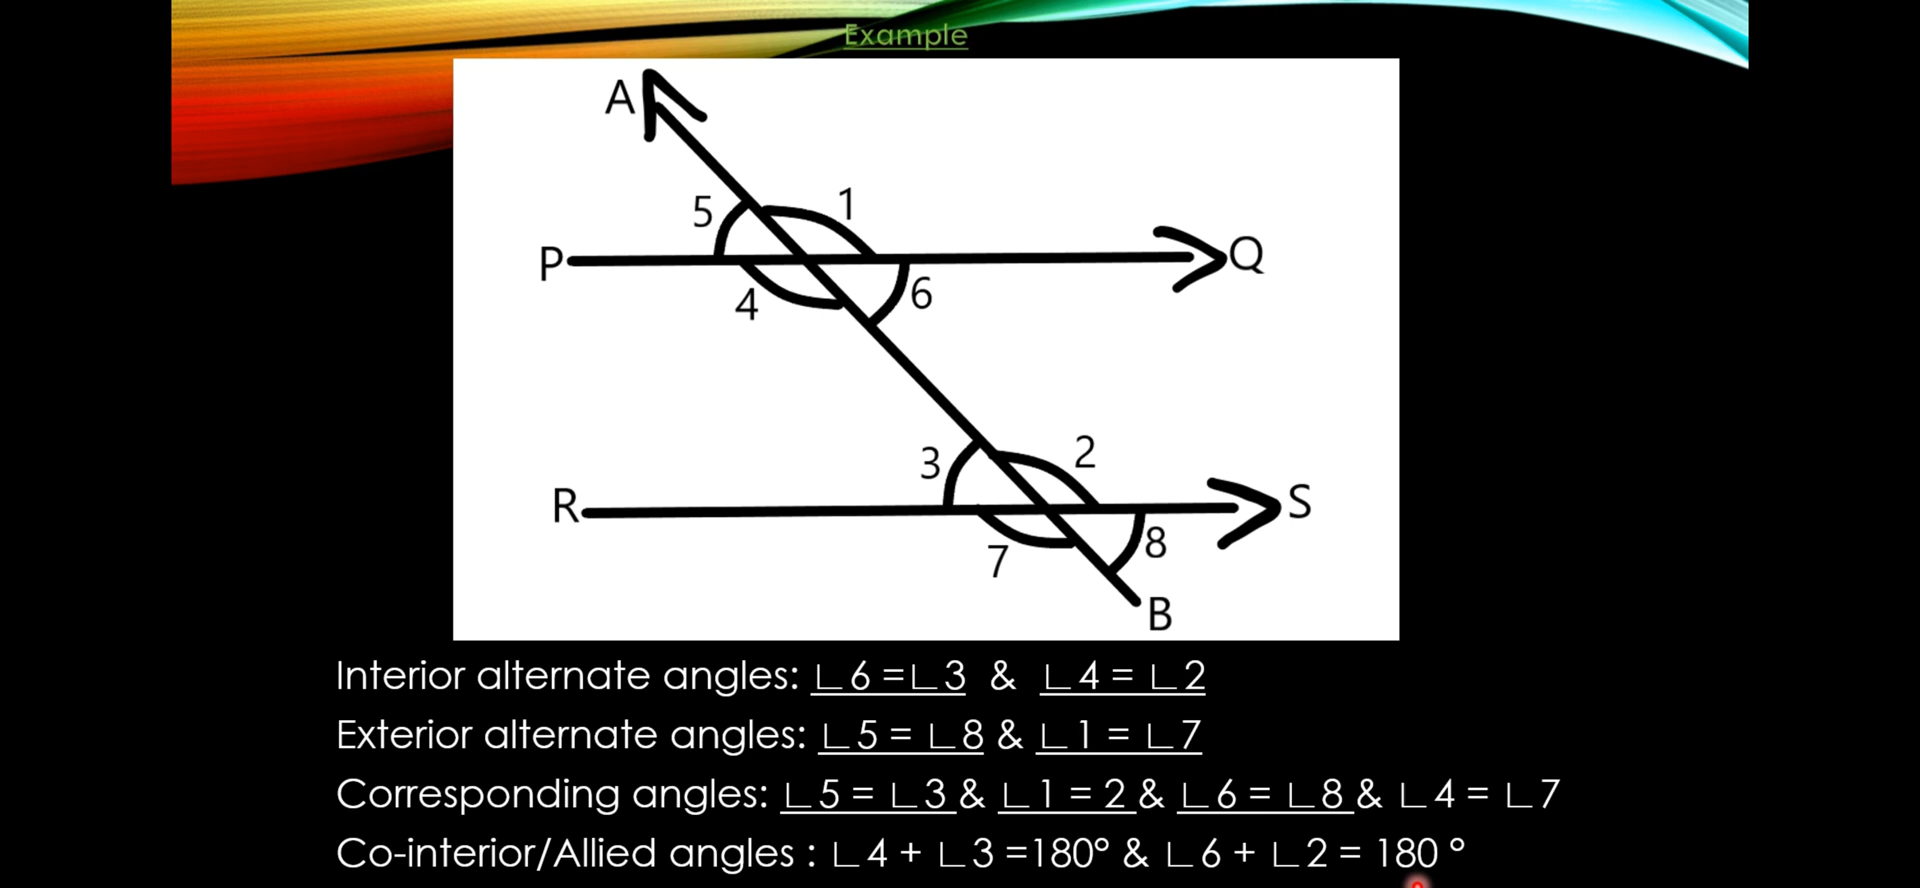 Example
A
5
1
P
Q
4
6
3
2
R
S
7
8
B
Interior alternate angles: ∟6 =∟3 & ∟4 = ∟2
Exterior alternate angles: ∟5 = ∟8 & ∟1 = ∟7
Corresponding angles: ∟5 = ∟3 & ∟1 = 2 & ∟6 = ∟8 & ∟4 = ∟7
Co-interior/Allied angles : ∟4 + ∟3 =180° & ∟6 + ∟2 = 180 °